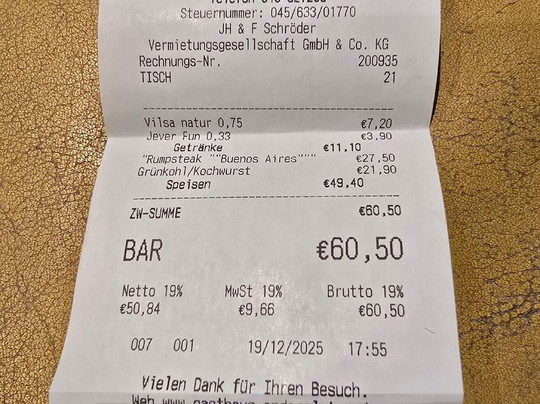 Steuernummer: 045/633/01770
JH & F Schröder
Vermietungsgesellschaft GmbH & Co. KG
Rechnungs-Nr. 200935
TISCH 21
Vilsa natur 0,75 €7,20
Jever Fun 0,33 €3,90
Getränke €11,10
"Rumpsteak ""Buenos Aires""" €27,50
Grünkohl/Kochwurst €21,90
Speisen €49,40
ZW-SUMME €60,50
BAR €60,50
Netto 19% MwSt 19% Brutto 19%
€50,84 €9,66 €60,50
007 001 19/12/2025 17:55
Vielen Dank für Ihren Besuch.